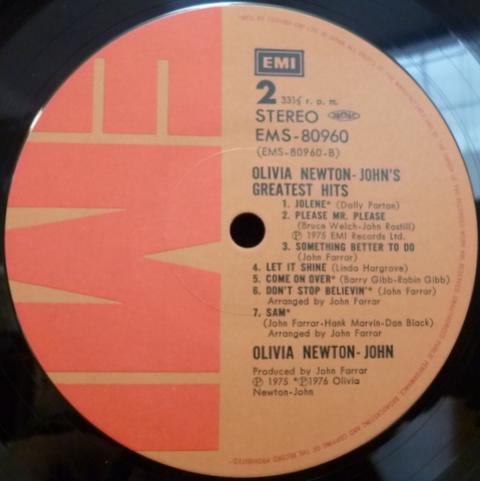 EMI
EMI
2 33⅓ r. p. m.
STEREO
EMS-80960
(EMS-80960-B)
OLIVIA NEWTON-JOHN'S
GREATEST HITS
1. JOLENE* (Dolly Parton)
2. PLEASE MR. PLEASE
(Bruce Welch-John Rostill)
Ⓟ 1975 EMI Records Ltd.
3. SOMETHING BETTER TO DO
(John Farrar)
4. LET IT SHINE (Linda Hargrove)
5. COME ON OVER* (Barry Gibb-Robin Gibb)
6. DON'T STOP BELIEVIN'* (John Farrar)
Arranged by John Farrar
7. SAM*
(John Farrar-Hank Marvin-Don Black)
Arranged by John Farrar
OLIVIA NEWTON-JOHN
Produced by John Farrar
Ⓟ 1975 *Ⓟ1976 Olivia
Newton-John